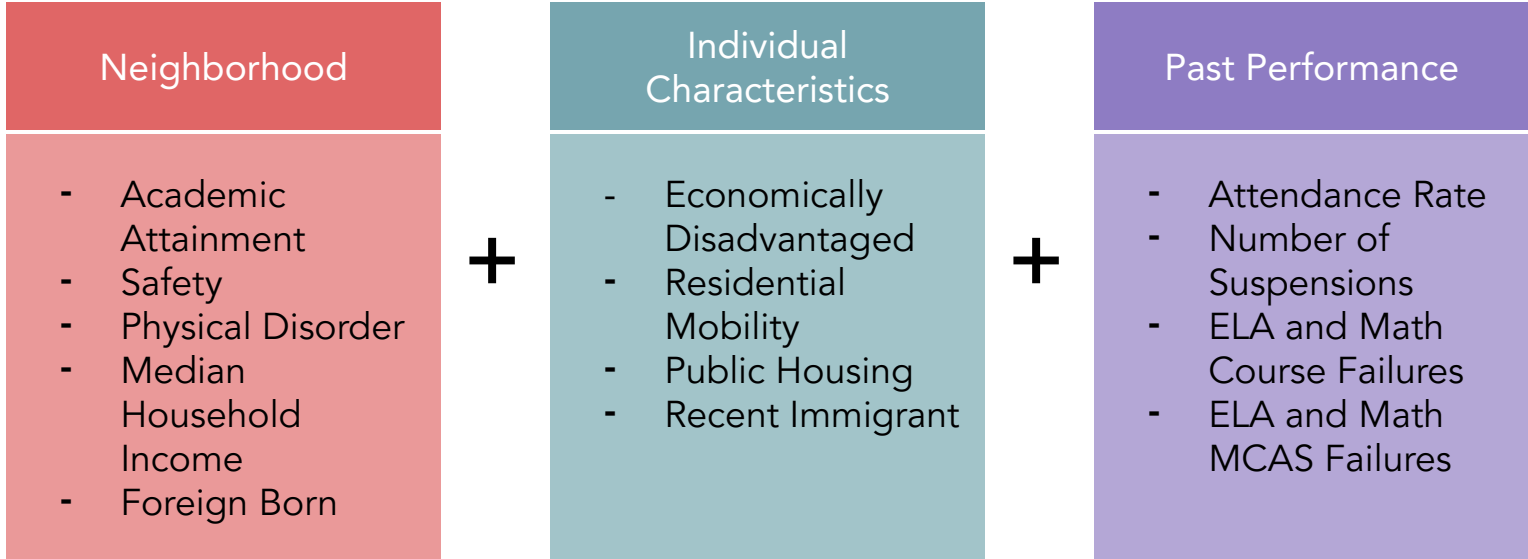 Neighborhood
- Academic
Attainment
- Safety
- Physical Disorder
- Median
Household
Income
- Foreign Born
+
Individual
Characteristics
- Economically
Disadvantaged
- Residential
Mobility
- Public Housing
- Recent Immigrant
+
Past Performance
- Attendance Rate
- Number of
Suspensions
- ELA and Math
Course Failures
- ELA and Math
MCAS Failures